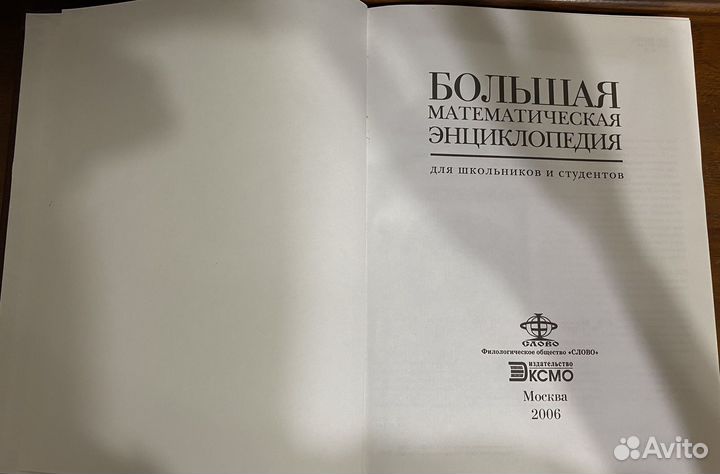 БОЛЬШАЯ
МАТЕМАТИЧЕСКАЯ
ЭНЦИКЛОПЕДИЯ
для школьников и студентов
СЛОВО
Филологическое общество «СЛОВО»
издательство
ЭКСМО
Москва
2006
Avito